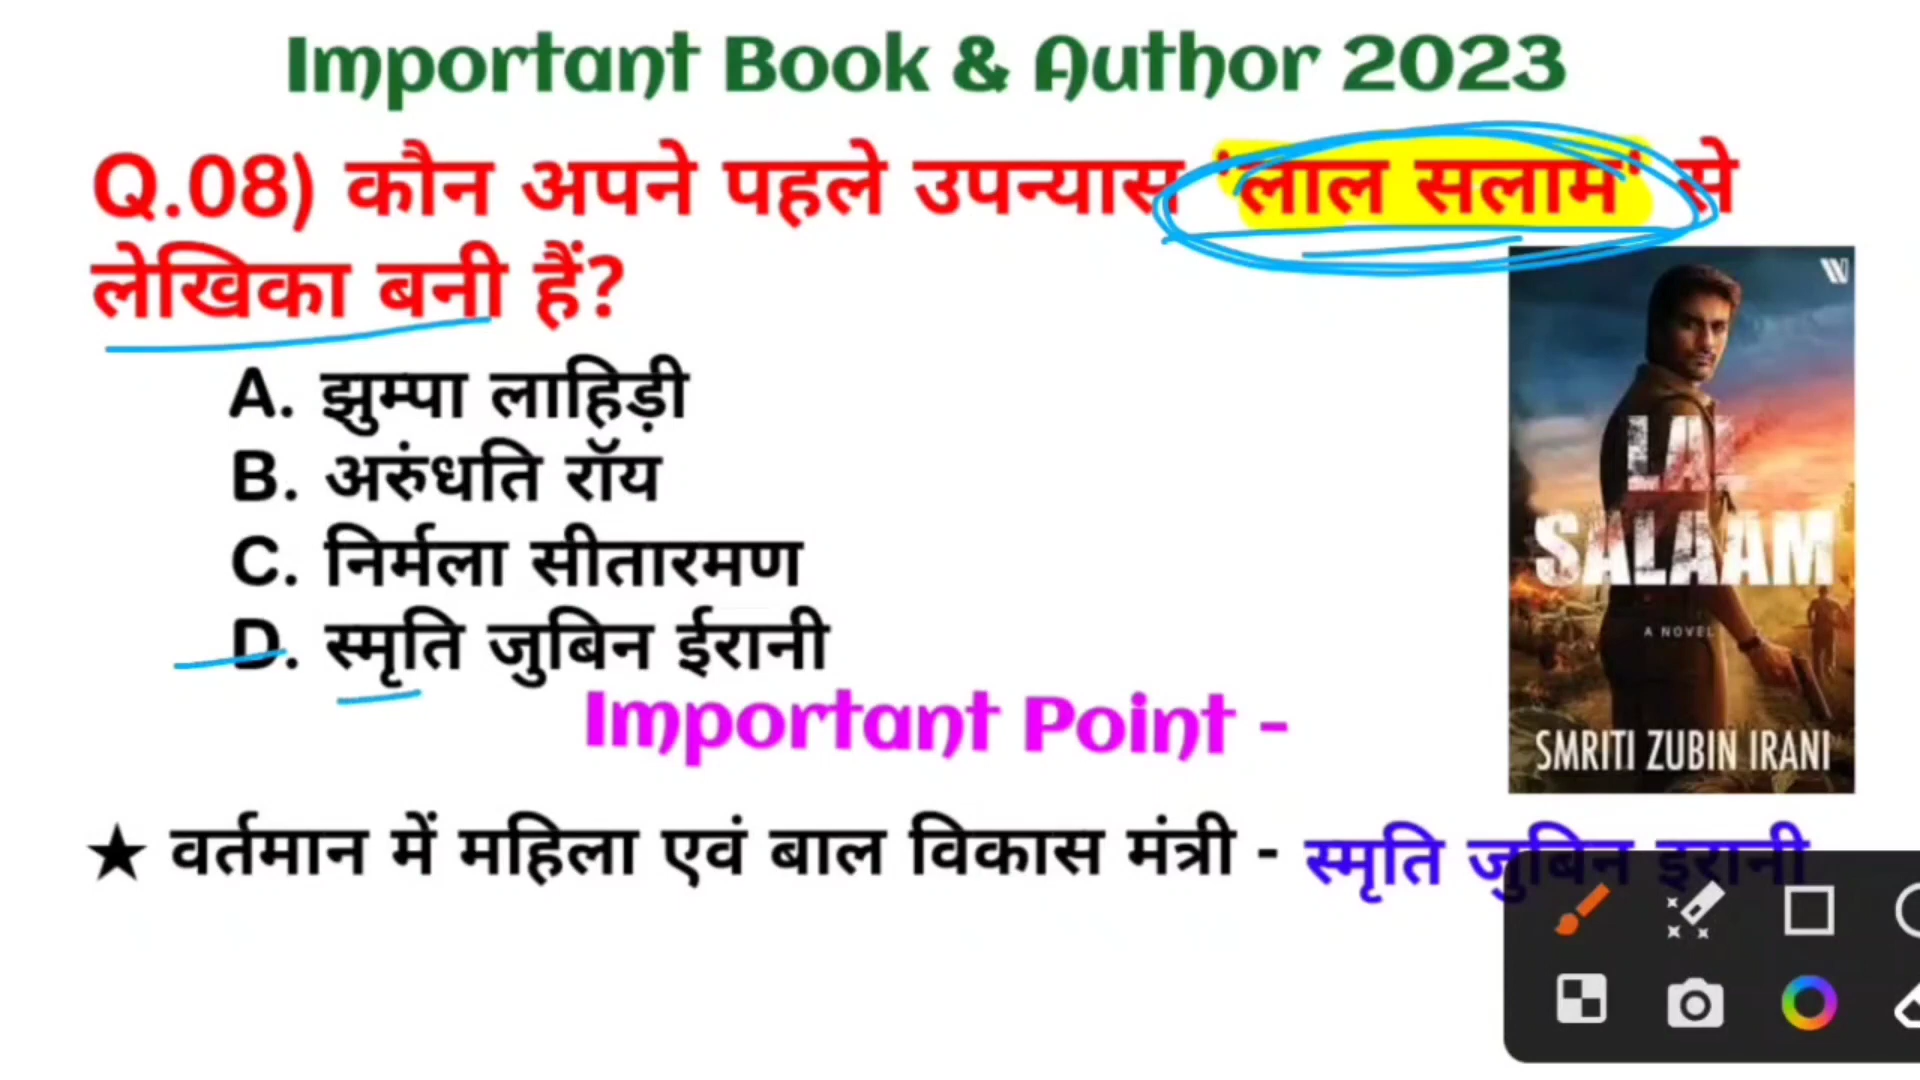 Important Book & Author 2023
Q.08) कौन अपने पहले उपन्यास 'लाल सलाम' से
लेखिका बनी हैं?
A. झुम्पा लाहिड़ी
B. अरुंधति रॉय
C. निर्मला सीतारमण
D. स्मृति जुबिन ईरानी
W
LAL
SALAAM
A NOVEL
SMRITI ZUBIN IRANI
Important Point -
★ वर्तमान में महिला एवं बाल विकास मंत्री - स्मृति जुबिन इरानी